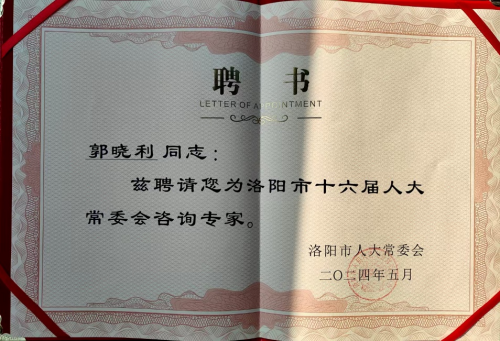 聘 书
LETTER OF APPOINTMENT
郭晓利 同志：
兹聘请您为洛阳市十六届人大
常委会咨询专家。
洛阳市人大常委会
二〇二四年五月